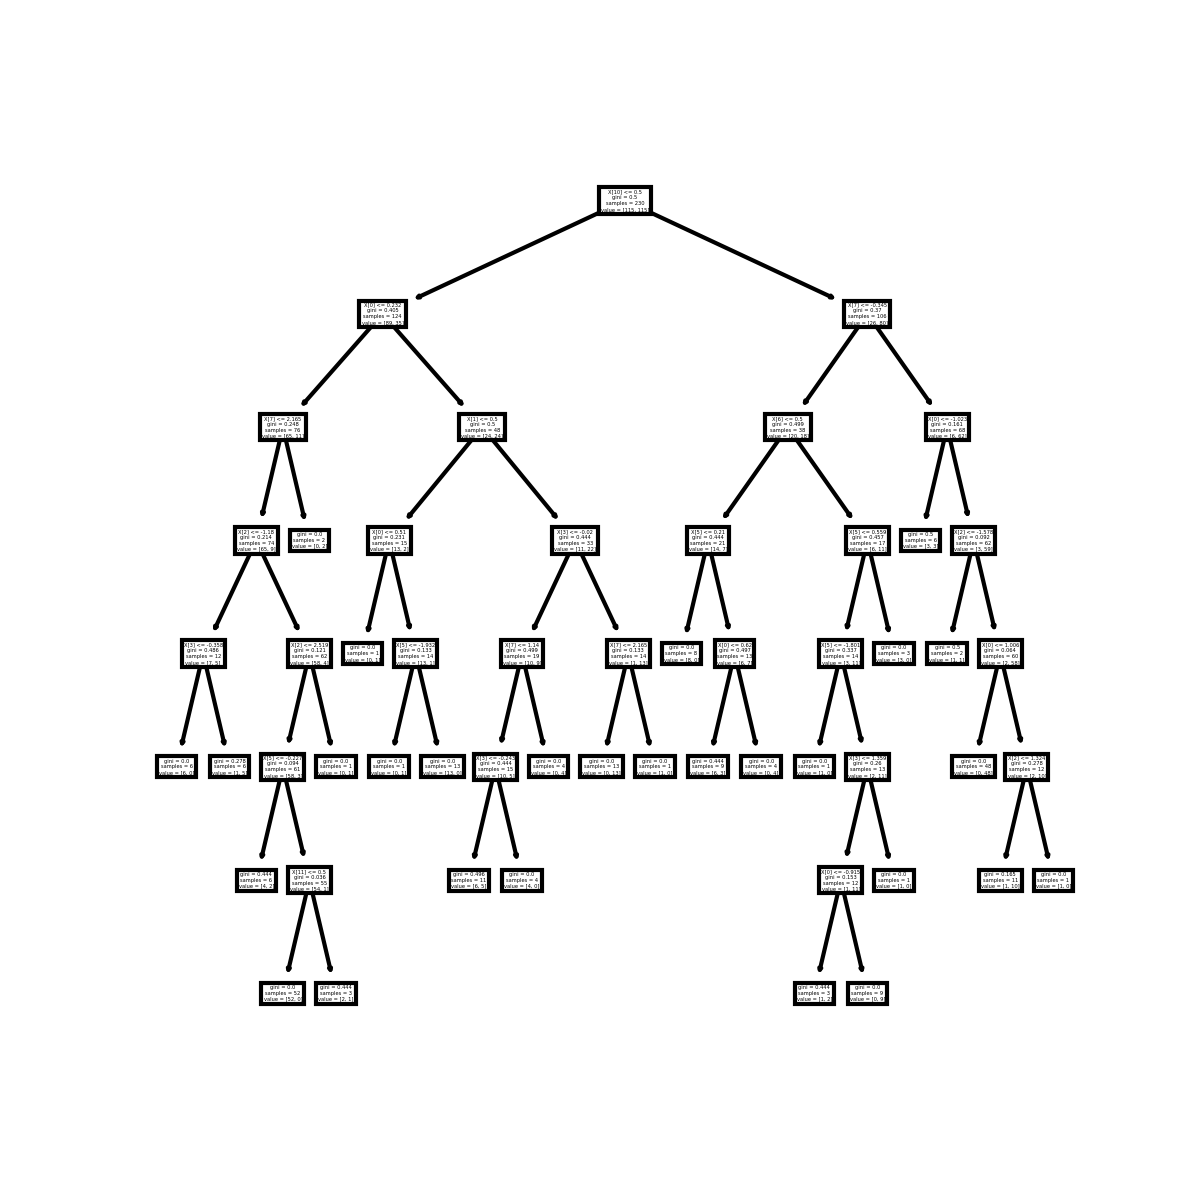 X[10] <= 0.5
gini = 0.5
samples = 230
value = [115, 115]
X[0] <= 0.232
gini = 0.405
samples = 124
value = [89, 35]
X[7] <= -0.345
gini = 0.37
samples = 106
value = [26, 80]
X[7] <= 2.165
gini = 0.248
samples = 76
value = [65, 11]
X[1] <= 0.5
gini = 0.5
samples = 48
value = [24, 24]
X[6] <= 0.5
gini = 0.499
samples = 38
value = [20, 18]
X[0] <= -1.023
gini = 0.161
samples = 68
value = [6, 62]
X[2] <= -1.18
gini = 0.214
samples = 74
value = [65, 9]
gini = 0.0
samples = 2
value = [0, 2]
X[0] <= 0.51
gini = 0.231
samples = 15
value = [13, 2]
X[3] <= -0.02
gini = 0.444
samples = 33
value = [11, 22]
X[5] <= 0.21
gini = 0.444
samples = 21
value = [14, 7]
X[5] <= 0.559
gini = 0.457
samples = 17
value = [6, 11]
gini = 0.5
samples = 6
value = [3, 3]
X[2] <= -1.578
gini = 0.092
samples = 62
value = [3, 59]
X[3] <= -0.358
gini = 0.486
samples = 12
value = [7, 5]
X[2] <= 2.519
gini = 0.121
samples = 62
value = [58, 4]
gini = 0.0
samples = 1
value = [0, 1]
X[5] <= -1.932
gini = 0.133
samples = 14
value = [13, 1]
X[7] <= 1.14
gini = 0.499
samples = 19
value = [10, 9]
X[7] <= 2.165
gini = 0.133
samples = 14
value = [1, 13]
gini = 0.0
samples = 8
value = [8, 0]
X[0] <= 0.62
gini = 0.497
samples = 13
value = [6, 7]
X[5] <= -1.801
gini = 0.337
samples = 14
value = [3, 11]
gini = 0.0
samples = 3
value = [3, 0]
gini = 0.5
samples = 2
value = [1, 1]
X[0] <= 1.006
gini = 0.064
samples = 60
value = [2, 58]
gini = 0.0
samples = 6
value = [6, 0]
gini = 0.278
samples = 6
value = [1, 5]
X[5] <= -0.227
gini = 0.094
samples = 61
value = [58, 3]
gini = 0.0
samples = 1
value = [0, 1]
gini = 0.0
samples = 1
value = [0, 1]
gini = 0.0
samples = 13
value = [13, 0]
X[3] <= -0.243
gini = 0.444
samples = 15
value = [10, 5]
gini = 0.0
samples = 4
value = [0, 4]
gini = 0.0
samples = 13
value = [0, 13]
gini = 0.0
samples = 1
value = [1, 0]
gini = 0.444
samples = 9
value = [6, 3]
gini = 0.0
samples = 4
value = [0, 4]
gini = 0.0
samples = 1
value = [1, 0]
X[3] <= 1.359
gini = 0.26
samples = 13
value = [2, 11]
gini = 0.0
samples = 48
value = [0, 48]
X[2] <= 1.324
gini = 0.278
samples = 12
value = [2, 10]
gini = 0.444
samples = 6
value = [4, 2]
X[11] <= 0.5
gini = 0.036
samples = 55
value = [54, 1]
gini = 0.496
samples = 11
value = [6, 5]
gini = 0.0
samples = 4
value = [4, 0]
X[0] <= -0.915
gini = 0.153
samples = 12
value = [1, 11]
gini = 0.0
samples = 1
value = [1, 0]
gini = 0.165
samples = 11
value = [1, 10]
gini = 0.0
samples = 1
value = [1, 0]
gini = 0.0
samples = 52
value = [52, 0]
gini = 0.444
samples = 3
value = [2, 1]
gini = 0.444
samples = 3
value = [1, 2]
gini = 0.0
samples = 9
value = [0, 9]